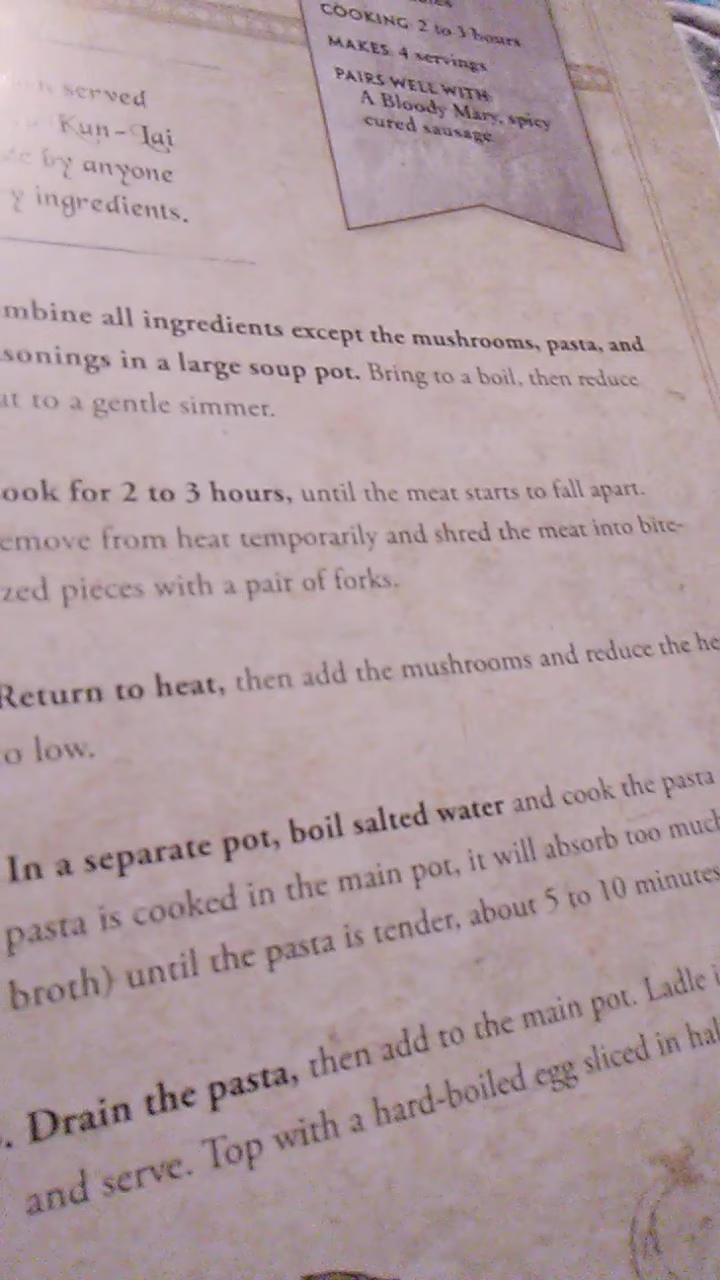 COOKING: 2 to 3 hours
MAKES: 4 servings
PAIRS WELL WITH:
A Bloody Mary, spicy
cured sausage
served
Kun-Lai
by anyone
y ingredients.
mbine all ingredients except the mushrooms, pasta, and
sonings in a large soup pot. Bring to a boil, then reduce
at to a gentle simmer.
ook for 2 to 3 hours, until the meat starts to fall apart.
emove from heat temporarily and shred the meat into bite-
zed pieces with a pair of forks.
Return to heat, then add the mushrooms and reduce the he
o low.
In a separate pot, boil salted water and cook the pasta
pasta is cooked in the main pot, it will absorb too much
broth) until the pasta is tender, about 5 to 10 minutes
. Drain the pasta, then add to the main pot. Ladle i
and serve. Top with a hard-boiled egg sliced in hal